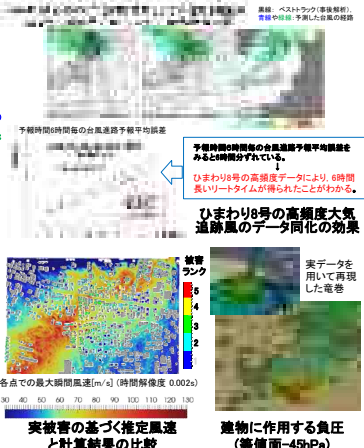 黒線: ベストトラック(事後解析),
青線や緑線:予測した台風の経路
予報時間6時間毎の台風進路予報平均誤差
予報時間6時間毎の台風進路予報平均誤差を
みると6時間分ずれている。
↓
ひまわり8号の高頻度データにより, 6時間
長いリートタイムが得られたことがわかる。
ひまわり8号の高頻度大気
追跡風のデータ同化の効果
被害
ランク
5
4
3
2
実データを
用いて再現
した竜巻
各点での最大瞬間風速[m/s] (時間解像度 0.002s)
30 40 50 60 70 80 90 100 110 120 130
実被害の基づく推定風速
と計算結果の比較
建物に作用する負圧
(等値面-45hPa)